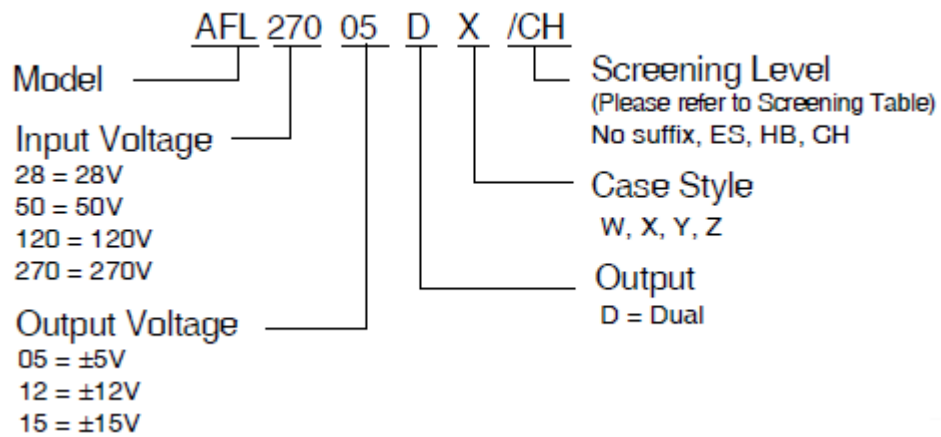 AFL 270 05 D X /CH
Model
Input Voltage
28 = 28V
50 = 50V
120 = 120V
270 = 270V
Output Voltage
05 = ±5V
12 = ±12V
15 = ±15V
Screening Level
(Please refer to Screening Table)
No suffix, ES, HB, CH
Case Style
W, X, Y, Z
Output
D = Dual